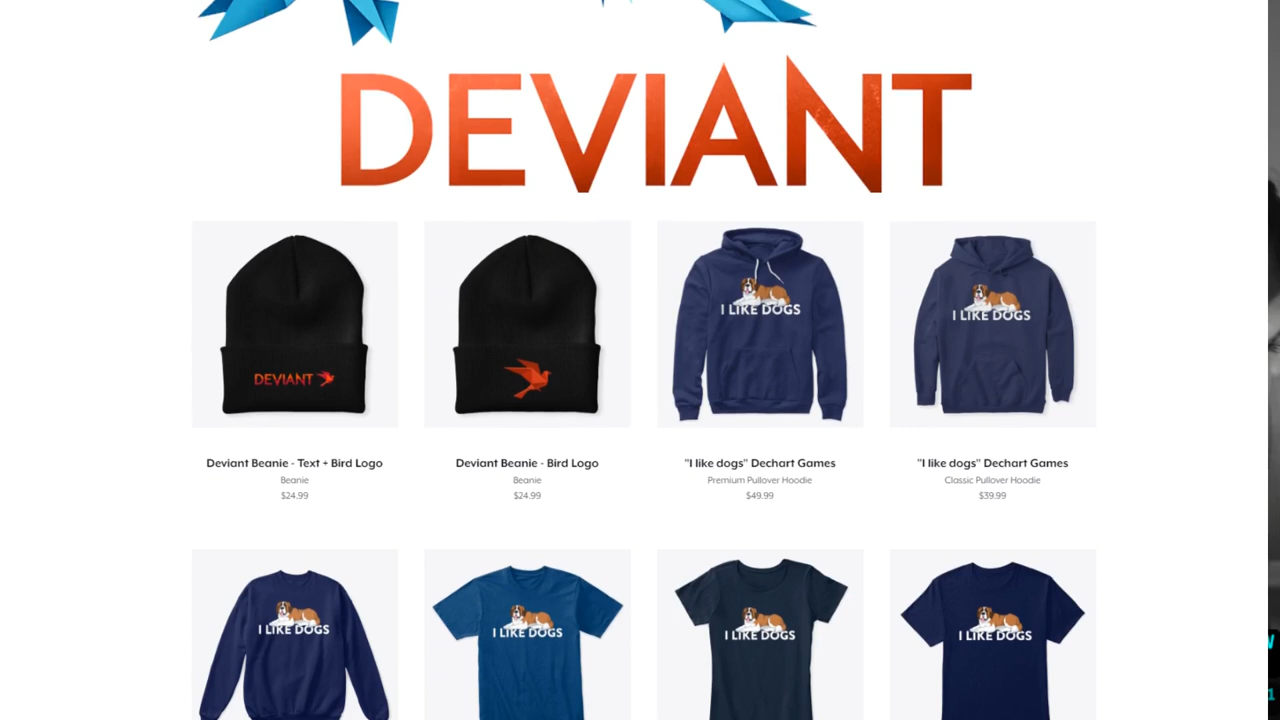 DEVIANT
DEVIANT
I LIKE DOGS
I LIKE DOGS
Deviant Beanie - Text + Bird Logo
Beanie
$24.99
Deviant Beanie - Bird Logo
Beanie
$24.99
"I like dogs" Dechart Games
Premium Pullover Hoodie
$49.99
"I like dogs" Dechart Games
Classic Pullover Hoodie
$39.99
I LIKE DOGS
I LIKE DOGS
I LIKE DOGS
I LIKE DOGS